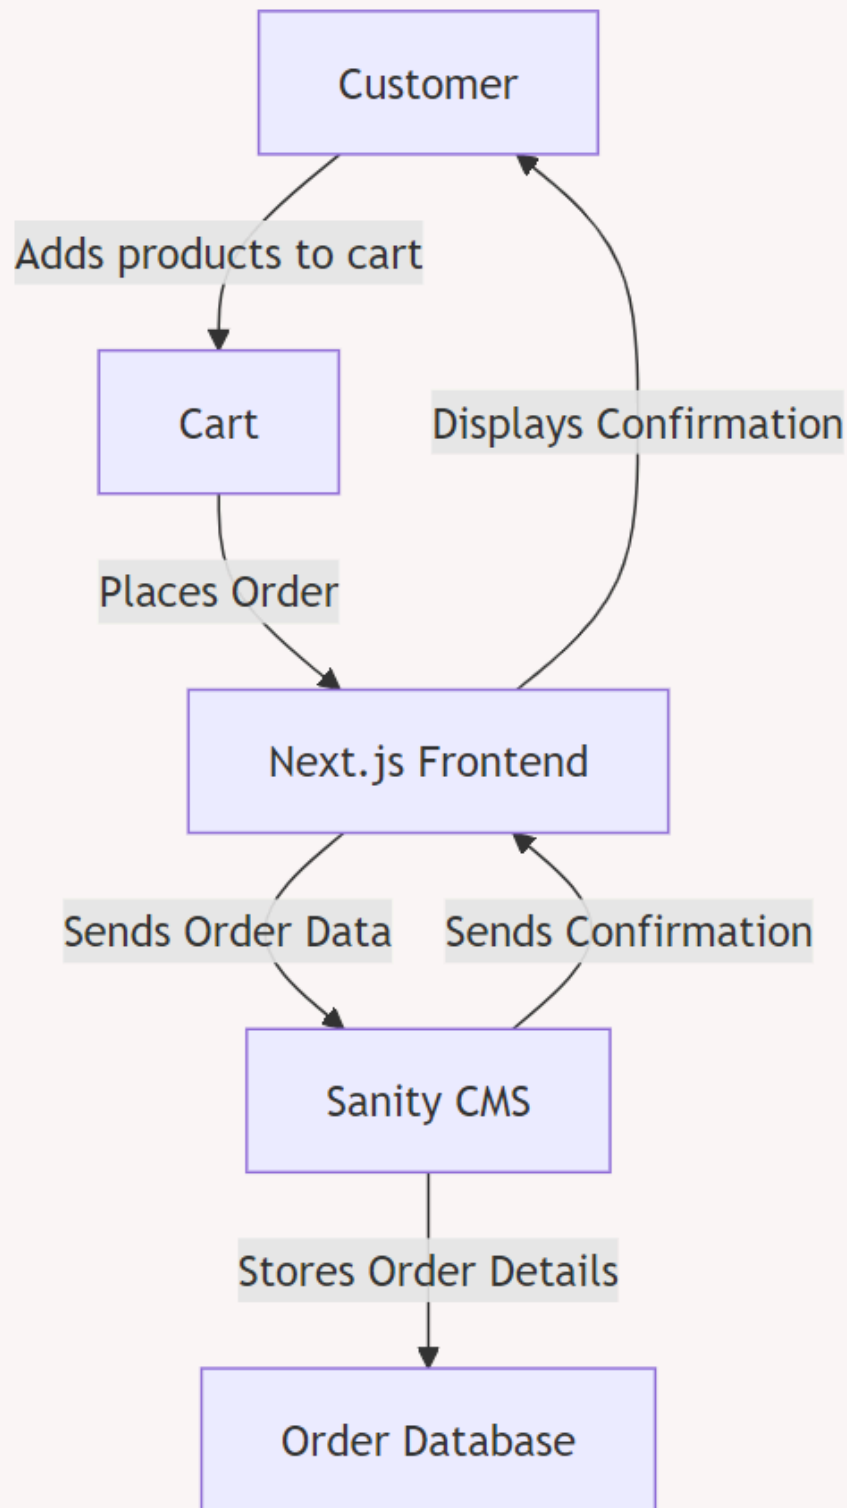 Customer
Adds products to cart
Cart
Displays Confirmation
Places Order
Next.js Frontend
Sends Order Data
Sends Confirmation
Sanity CMS
Stores Order Details
Order Database